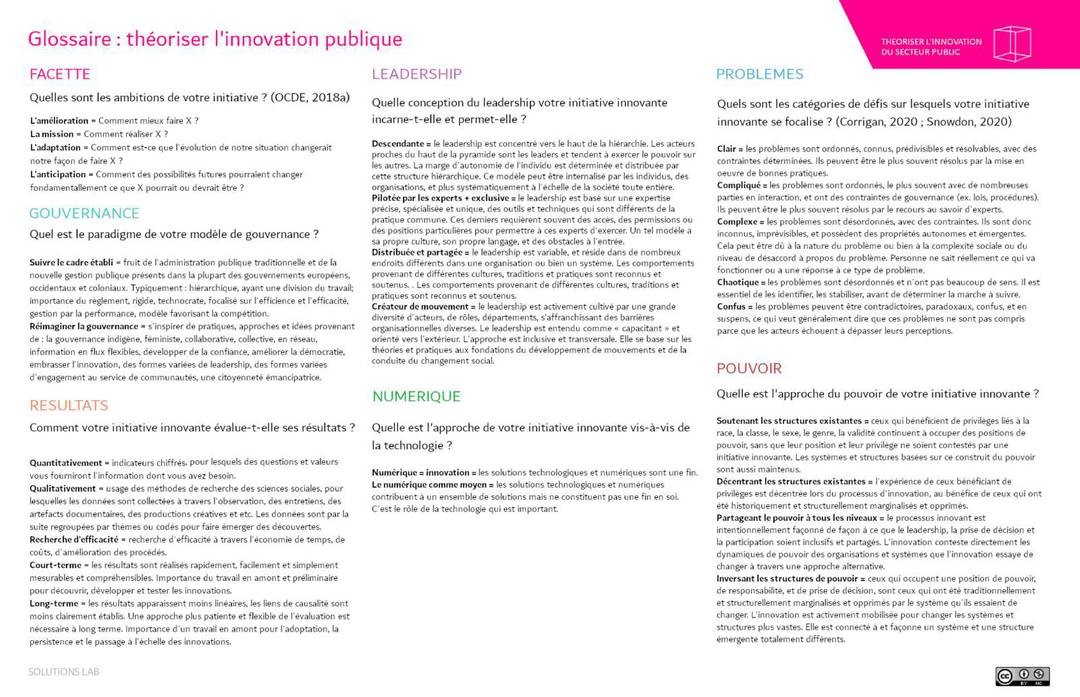 Glossaire : théoriser l'innovation publique
THEORISER L'INNOVATION
DU SECTEUR PUBLIC
FACETTE
Quelles sont les ambitions de votre initiative ? (OCDE, 2018a)
L'amélioration = Comment mieux faire X ?
La mission = Comment réaliser X ?
L'adaptation = Comment est-ce que l'évolution de notre situation changerait
notre façon de faire X ?
L'anticipation = Comment des possibilités futures pourraient changer
fondamentalement ce que X pourrait ou devrait être ?
GOUVERNANCE
Quel est le paradigme de votre modèle de gouvernance ?
Suivre le cadre établi = fruit de l'administration publique traditionnelle et de la
nouvelle gestion publique présents dans la plupart des gouvernements européens,
occidentaux et coloniaux. Typiquement : hiérarchique, ayant une division du travail;
importance du règlement, rigide, technocrate, focalisé sur l'efficience et l'efficacité,
gestion par la performance, modèle favorisant la compétition.
Réimaginer la gouvernance = s'inspirer de pratiques, approches et idées provenant
de : la gouvernance indigène, féministe, collaborative, collective, en réseau,
information en flux flexibles, développer de la confiance, améliorer la démocratie,
embrasser l'innovation, des formes variées de leadership, des formes variées
d'engagement au service de communautés, une citoyenneté émancipatrice.
RESULTATS
Comment votre initiative innovante évalue-t-elle ses résultats ?
Quantitativement = indicateurs chiffrés, pour lesquels des questions et valeurs
vous fourniront l'information dont vous avez besoin.
Qualitativement = usage des méthodes de recherche des sciences sociales, pour
lesquelles les données sont collectées à travers l'observation, des entretiens, des
artefacts documentaires, des productions créatives et etc. Les données sont par la
suite regroupées par thèmes ou codes pour faire émerger des découvertes.
Recherche d'efficacité = recherche d'efficacité à travers l'économie de temps, de
coûts, d'amélioration des procédés.
Court-terme = les résultats sont réalisés rapidement, facilement et simplement
mesurables et compréhensibles. Importance du travail en amont et préliminaire
pour découvrir, développer et tester les innovations.
Long-terme = les résultats apparaissent moins linéaires, les liens de causalité sont
moins clairement établis. Une approche plus patiente et flexible de l'évaluation est
nécessaire à long terme. Importance d'un travail en amont pour l'adoptation, la
persistence et le passage à l'échelle des innovations.
LEADERSHIP
Quelle conception du leadership votre initiative innovante
incarne-t-elle et permet-elle ?
Descendante = le leadership est concentré vers le haut de la hiérarchie. Les acteurs
proches du haut de la pyramide sont les leaders et tendent à exercer le pouvoir sur
les autres. La marge d'autonomie de l'individu est déterminée et distribuée par
cette structure hiérarchique. Ce modèle peut être internalisé par les individus, des
organisations, et plus systématiquement à l'échelle de la société toute entière.
Pilotée par les experts + exclusive = le leadership est basé sur une expertise
précise, spécialisée et unique, des outils et techniques qui sont différents de la
pratique commune. Ces derniers requièrent souvent des accès, des permissions ou
des positions particulières pour permettre à ces experts d'exercer. Un tel modèle a
sa propre culture, son propre langage, et des obstacles à l'entrée.
Distribuée et partagée = le leadership est variable, et réside dans de nombreux
endroits différents dans une organisation ou bien un système. Les comportements
provenant de différentes cultures, traditions et pratiques sont reconnus et
soutenus. . Les comportements provenant de différentes cultures, traditions et
pratiques sont reconnus et soutenus.
Créateur de mouvement = le leadership est activement cultivé par une grande
diversité d'acteurs, de rôles, départements, s'affranchissant des barrières
organisationnelles diverses. Le leadership est entendu comme « capacitant » et
orienté vers l'extérieur. L'approche est inclusive et transversale. Elle se base sur les
théories et pratiques aux fondations du développement de mouvements et de la
conduite du changement social.
NUMERIQUE
Quelle est l'approche de votre initiative innovante vis-à-vis de
la technologie ?
Numérique = innovation = les solutions technologiques et numériques sont une fin.
Le numérique comme moyen = les solutions technologiques et numériques
contribuent à un ensemble de solutions mais ne constituent pas une fin en soi.
C'est le rôle de la technologie qui est important.
PROBLEMES
Quels sont les catégories de défis sur lesquels votre initiative
innovante se focalise ? (Corrigan, 2020 ; Snowdon, 2020)
Clair = les problèmes sont ordonnés, connus, prédivisibles et résolvables, avec des
contraintes déterminées. Ils peuvent être le plus souvent résolus par la mise en
oeuvre de bonnes pratiques.
Compliqué = les problèmes sont ordonnés, le plus souvent avec de nombreuses
parties en interaction, et ont des contraintes de gouvernance (ex. lois, procédures).
Ils peuvent être le plus souvent résolus par le recours au savoir d'experts.
Complexe = les problèmes sont désordonnés, avec des contraintes. Ils sont donc
inconnus, imprévisibles, et possèdent des propriétés autonomes et émergentes.
Cela peut être dû à la nature du problème ou bien à la complexité sociale ou du
niveau de désaccord à propos du problème. Personne ne sait réellement ce qui va
fonctionner ou a une réponse à ce type de problème.
Chaotique = les problèmes sont désordonnés et n'ont pas beaucoup de sens. Il est
essentiel de les identifier, les stabiliser, avant de déterminer la marche à suivre.
Confus = les problèmes peuvent être contradictoires, paradoxaux, confus, et en
suspens, ce qui veut généralement dire que ces problèmes ne sont pas compris
parce que les acteurs échouent à dépasser leurs perceptions.
POUVOIR
Quelle est l'approche du pouvoir de votre initiative innovante ?
Soutenant les structures existantes = ceux qui bénéficient de privilèges liés à la
race, la classe, le sexe, le genre, la validité continuent à occuper des positions de
pouvoir, sans que leur position et leur privilège ne soient contestés par une
initiative innovante. Les systèmes et structures basées sur ce construit du pouvoir
sont aussi maintenus.
Décentrant les structures existantes = l'expérience de ceux bénéficiant de
privilèges est décentrée lors du processus d'innovation, au bénéfice de ceux qui ont
été historiquement et structurellement marginalisés et opprimés.
Partageant le pouvoir à tous les niveaux = le processus innovant est
intentionnellement façonné de façon à ce que le leadership, la prise de décision et
la participation soient inclusifs et partagés. L'innovation conteste directement les
dynamiques de pouvoir des organisations et systèmes que l'innovation essaye de
changer à travers une approche alternative.
Inversant les structures de pouvoir = ceux qui occupent une position de pouvoir,
de responsabilité, et de prise de décision, sont ceux qui ont été traditionnellement
et structurellement marginalisés et opprimés par le système qu'ils essaient de
changer. L'innovation est activement mobilisée pour changer les systèmes et
structures plus vastes. Elle est connecté à et façonne un système et une structure
émergente totalement différents.
SOLUTIONS LAB
cc BY NC